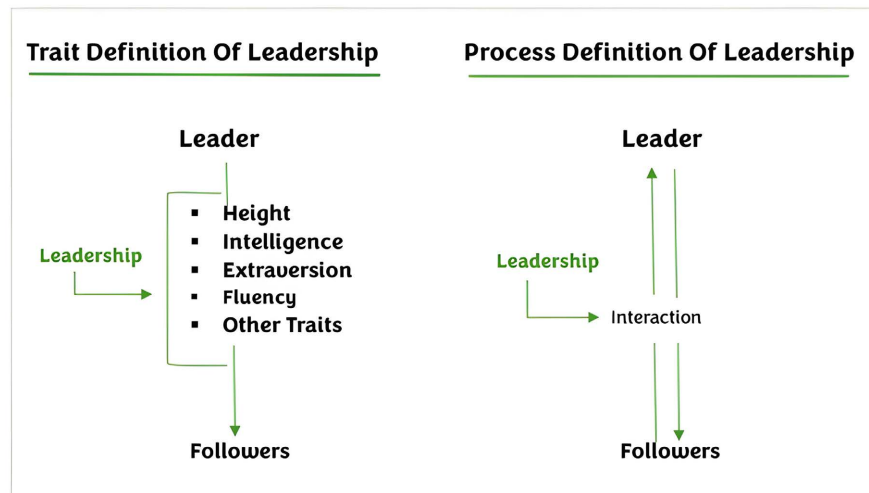 Trait Definition Of Leadership
Leader
Leadership
▪ Height
▪ Intelligence
▪ Extraversion
▪ Fluency
▪ Other Traits
Followers
Process Definition Of Leadership
Leader
Leadership
Interaction
Followers